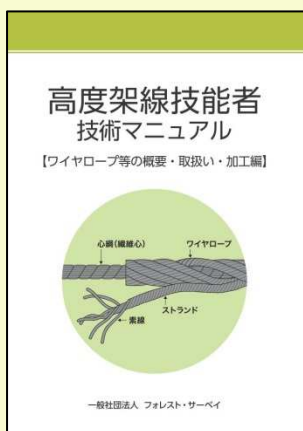 高度架線技能者
技術マニュアル
【ワイヤロープ等の概要・取扱い・加工編】
心綱(繊維心)
ワイヤロープ
ストランド
素線
一般社団法人 フォレスト・サーベイ